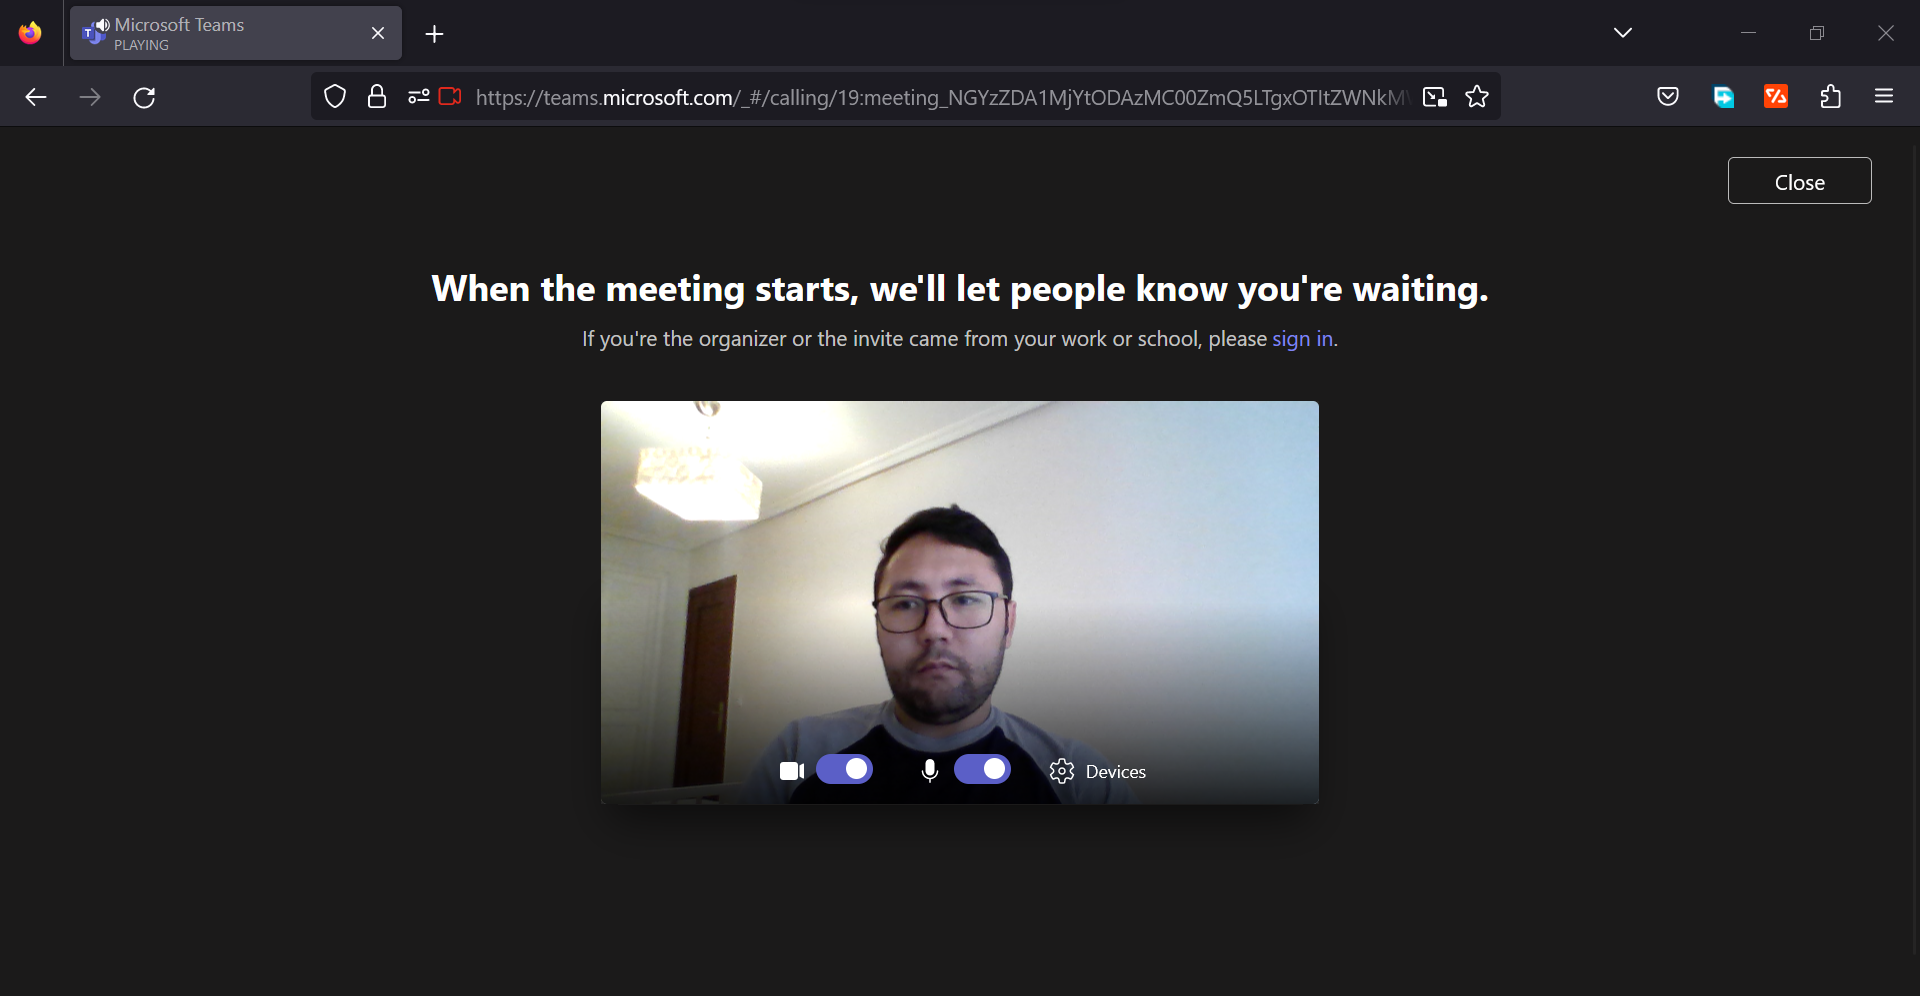 Microsoft Teams
PLAYING
https://teams.microsoft.com/_#/calling/19:meeting_NGYzZDA1MjYtODAzMC00ZmQ5LTgxOTItZWNkM
Close
When the meeting starts, we'll let people know you're waiting.
If you're the organizer or the invite came from your work or school, please sign in.
Devices